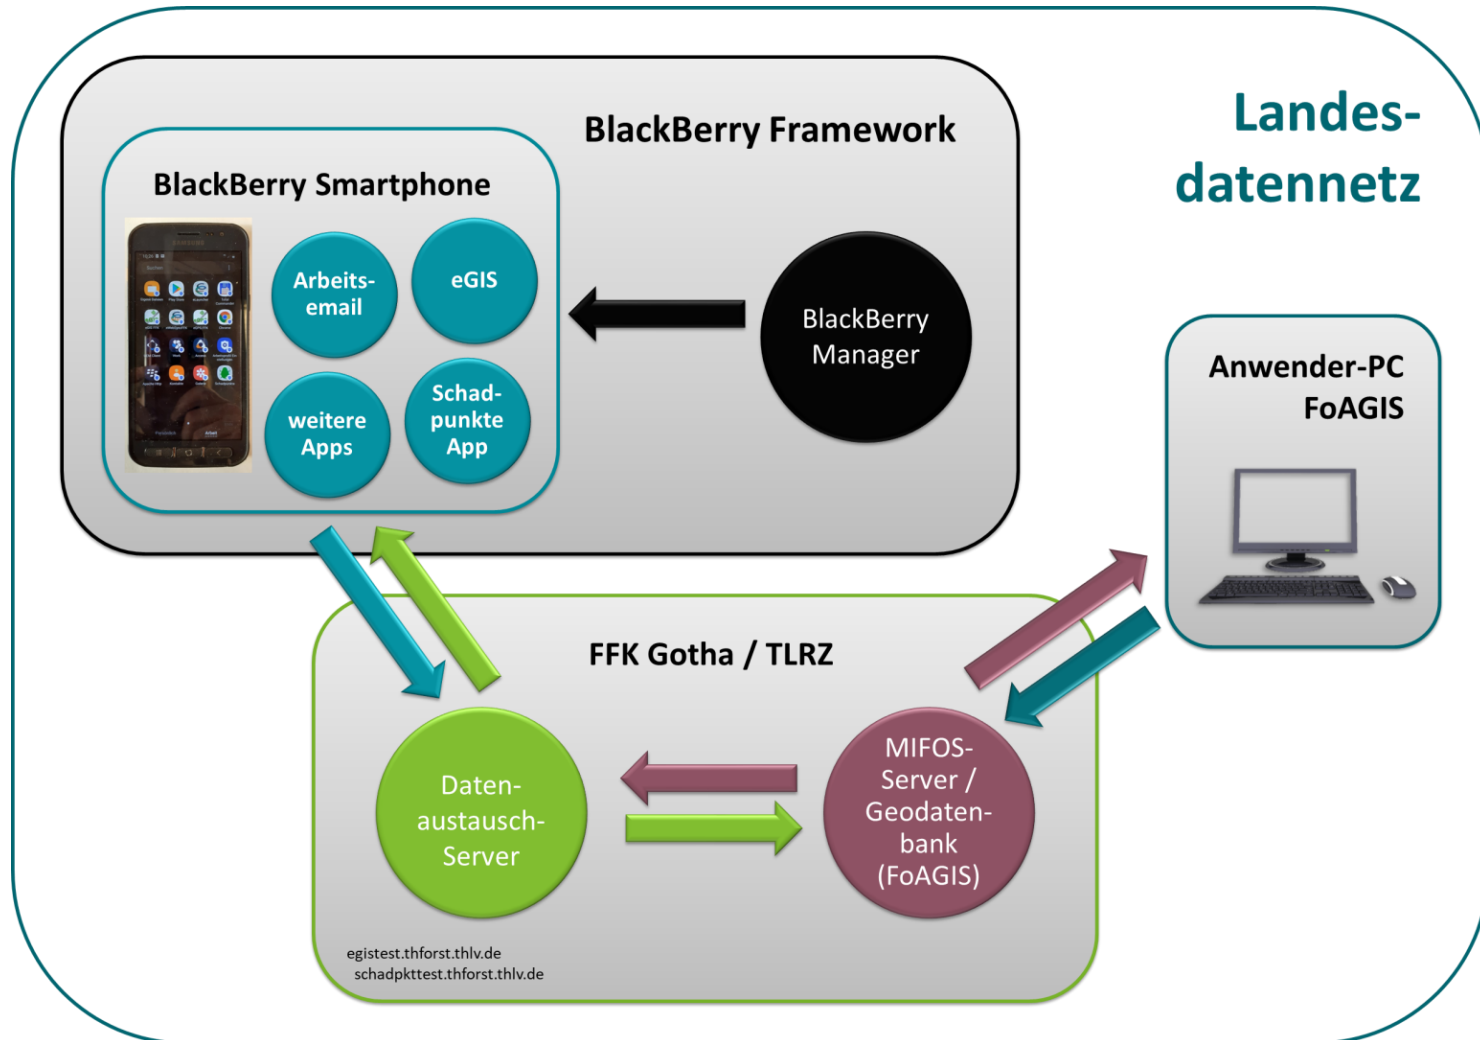 Landes-
datennetz
BlackBerry Framework
BlackBerry Smartphone
SAMSUNG
Arbeits-
email
eGIS
weitere
Apps
Schad-
punkte
App
BlackBerry
Manager
Anwender-PC
FoAGIS
FFK Gotha / TLRZ
Daten-
austausch-
Server
MIFOS-
Server /
Geodaten-
bank
(FoAGIS)
egistest.thforst.thlv.de
schadpkttest.thforst.thlv.de